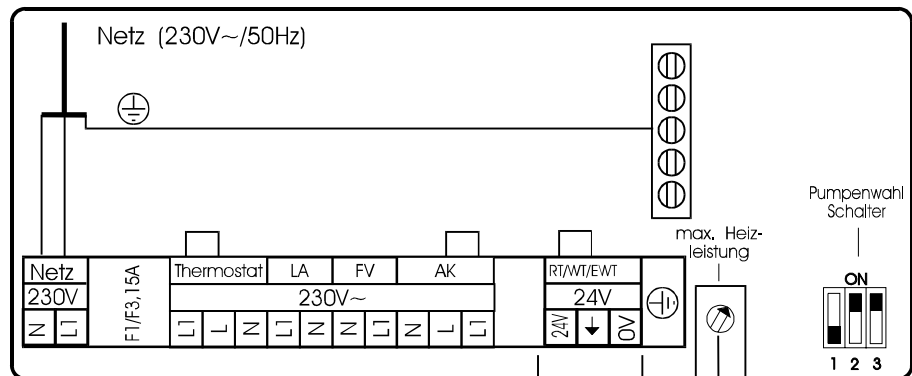 Netz (230V~/50Hz)
Pumpenwahl
Schalter
max. Heiz-
leistung
ON
Netz
F1/F3,15A
Thermostat LA FV AK
RT/WT/EWT
230V
230V~
24V
N L1
L1 L N L1 N N L1 N L L1
24V 0V
1 2 3